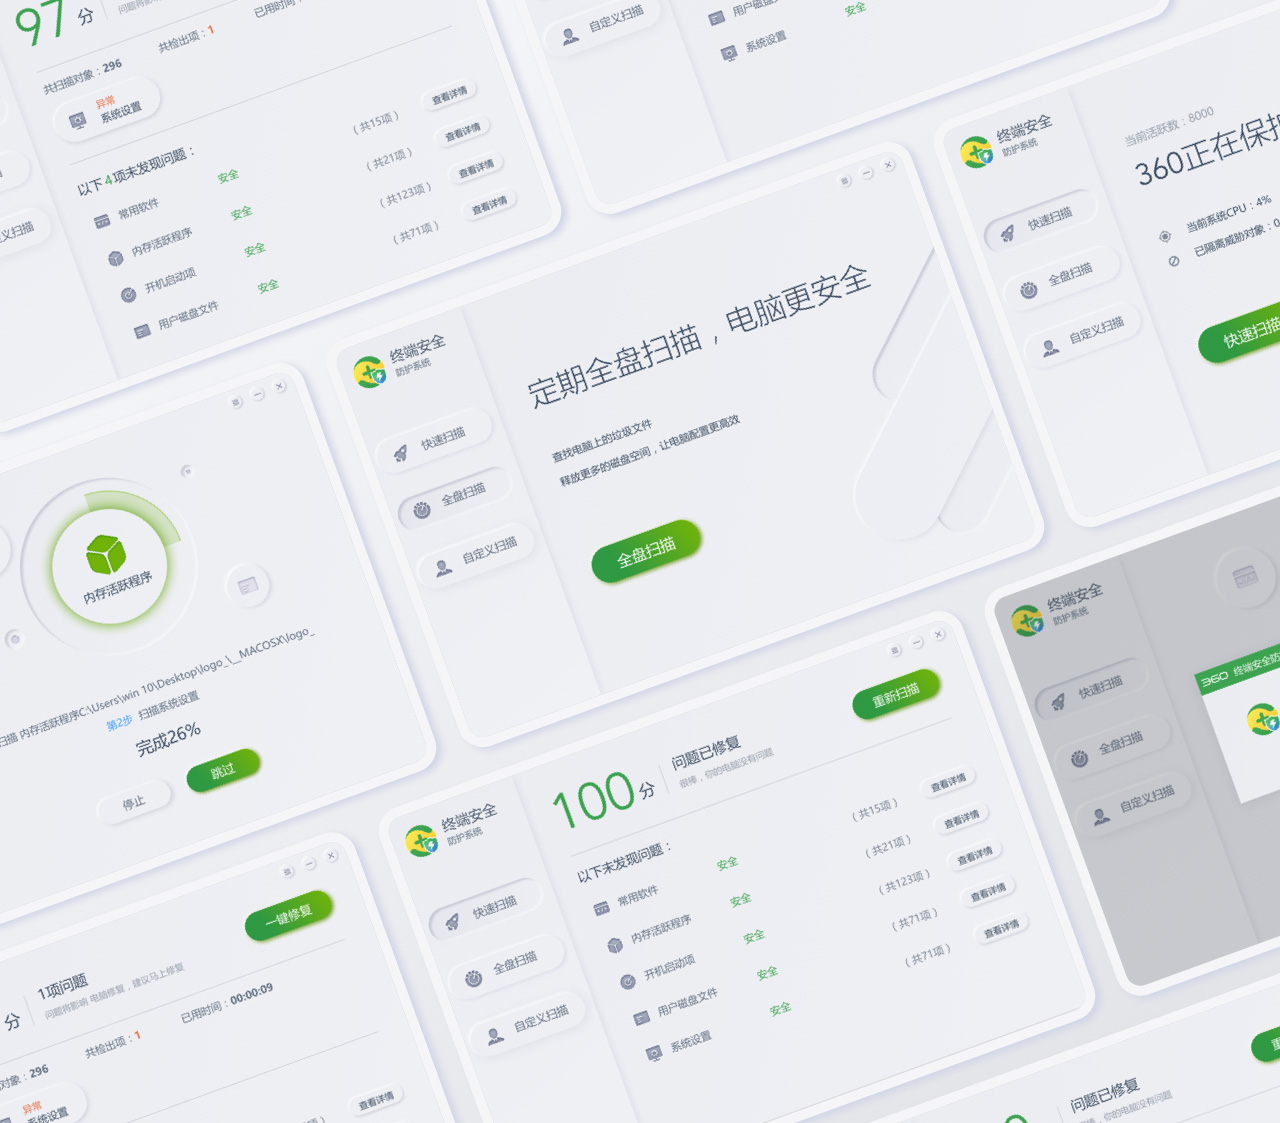 97 分
问题将影响
共扫描对象：296
共检出项：1
已用时间：
异常
系统设置
以下 4项未发现问题：
常用软件 安全 （共15项） 查看详情
内存活跃程序 安全 （共21项） 查看详情
开机启动项 安全 （共123项） 查看详情
用户磁盘文件 安全 （共71项） 查看详情
义扫描
自定义扫描
用户磁盘 安全
系统设置
终端安全
防护系统
快速扫描
全盘扫描
自定义扫描
当前活跃数：8000
360正在保护
当前系统CPU：4%
已隔离威胁对象：0
快速扫描
终端安全
防护系统
快速扫描
全盘扫描
自定义扫描
定期全盘扫描，电脑更安全
查找电脑上的垃圾文件
释放更多的磁盘空间，让电脑配置更高效
全盘扫描
内存活跃程序
扫描 内存活跃程序C:\Users\win 10\Desktop\logo_\__MACOSX\logo_
第2步 扫描系统设置
完成26%
停止
跳过
终端安全
防护系统
快速扫描
全盘扫描
自定义扫描
100 分
问题已修复
很棒，你的电脑没有问题
重新扫描
以下未发现问题：
常用软件 安全 （共15项） 查看详情
内存活跃程序 安全 （共21项） 查看详情
开机启动项 安全 （共123项） 查看详情
用户磁盘文件 安全 （共71项） 查看详情
系统设置 安全 （共71项） 查看详情
终端安全
防护系统
快速扫描
全盘扫描
自定义扫描
360 终端安全防
一键修复
分
1项问题
问题将影响 电脑修复，建议马上修复
对象：296
共检出项：1
已用时间：00:00:09
异常
系统设置
查看详情
（共15项）
问题已修复
很棒，你的电脑没有问题
重